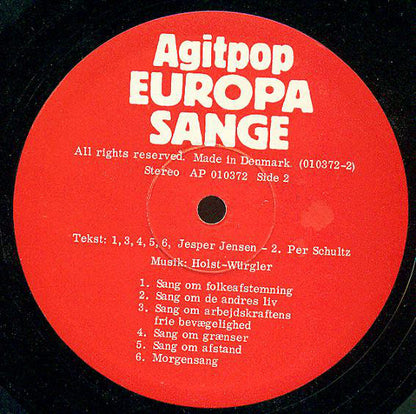 Agitpop
EUROPA
SANGE
All rights reserved. Made in Denmark. (010372-2)
Stereo AP 010372 Side 2
Tekst: 1, 3, 4, 5, 6, Jesper Jensen - 2. Per Schultz
Musik: Holst-Würgler
1. Sang om folkeafstemning
2. Sang om de andres liv
3. Sang om arbejdskraftens
frie bevægelighed
4. Sang om grænser
5. Sang om afstand
6. Morgensang